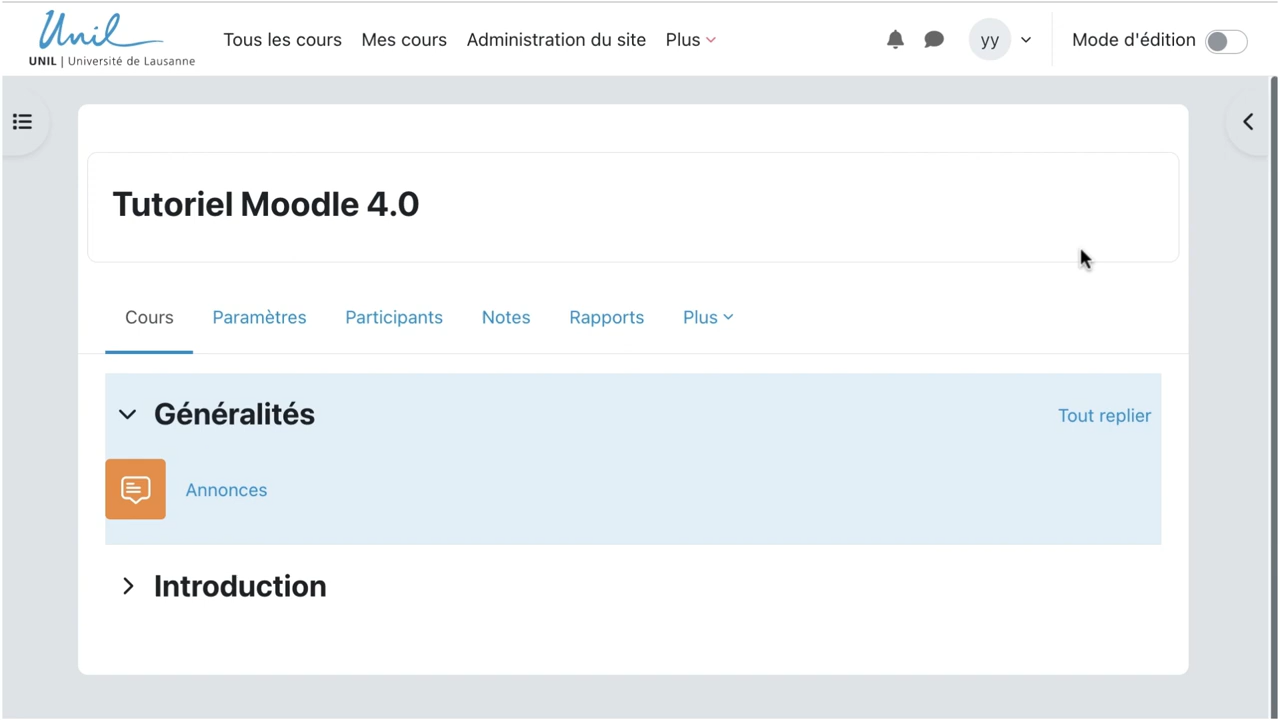 Unil
UNIL | Université de Lausanne
Tous les cours Mes cours Administration du site Plus
yy
Mode d'édition
Tutoriel Moodle 4.0
Cours Paramètres Participants Notes Rapports Plus
Généralités
Tout replier
Annonces
Introduction